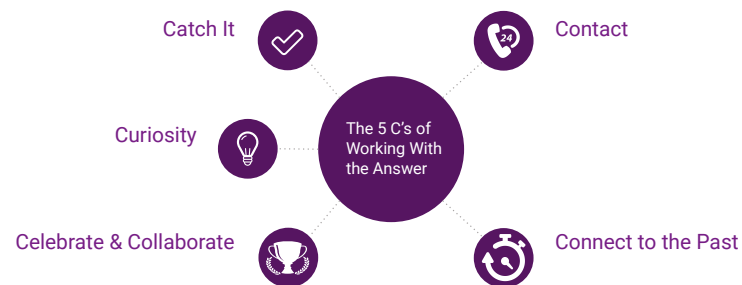 Catch It
Contact
24
The 5 C's of
Working With
the Answer
Curiosity
Celebrate & Collaborate
Connect to the Past